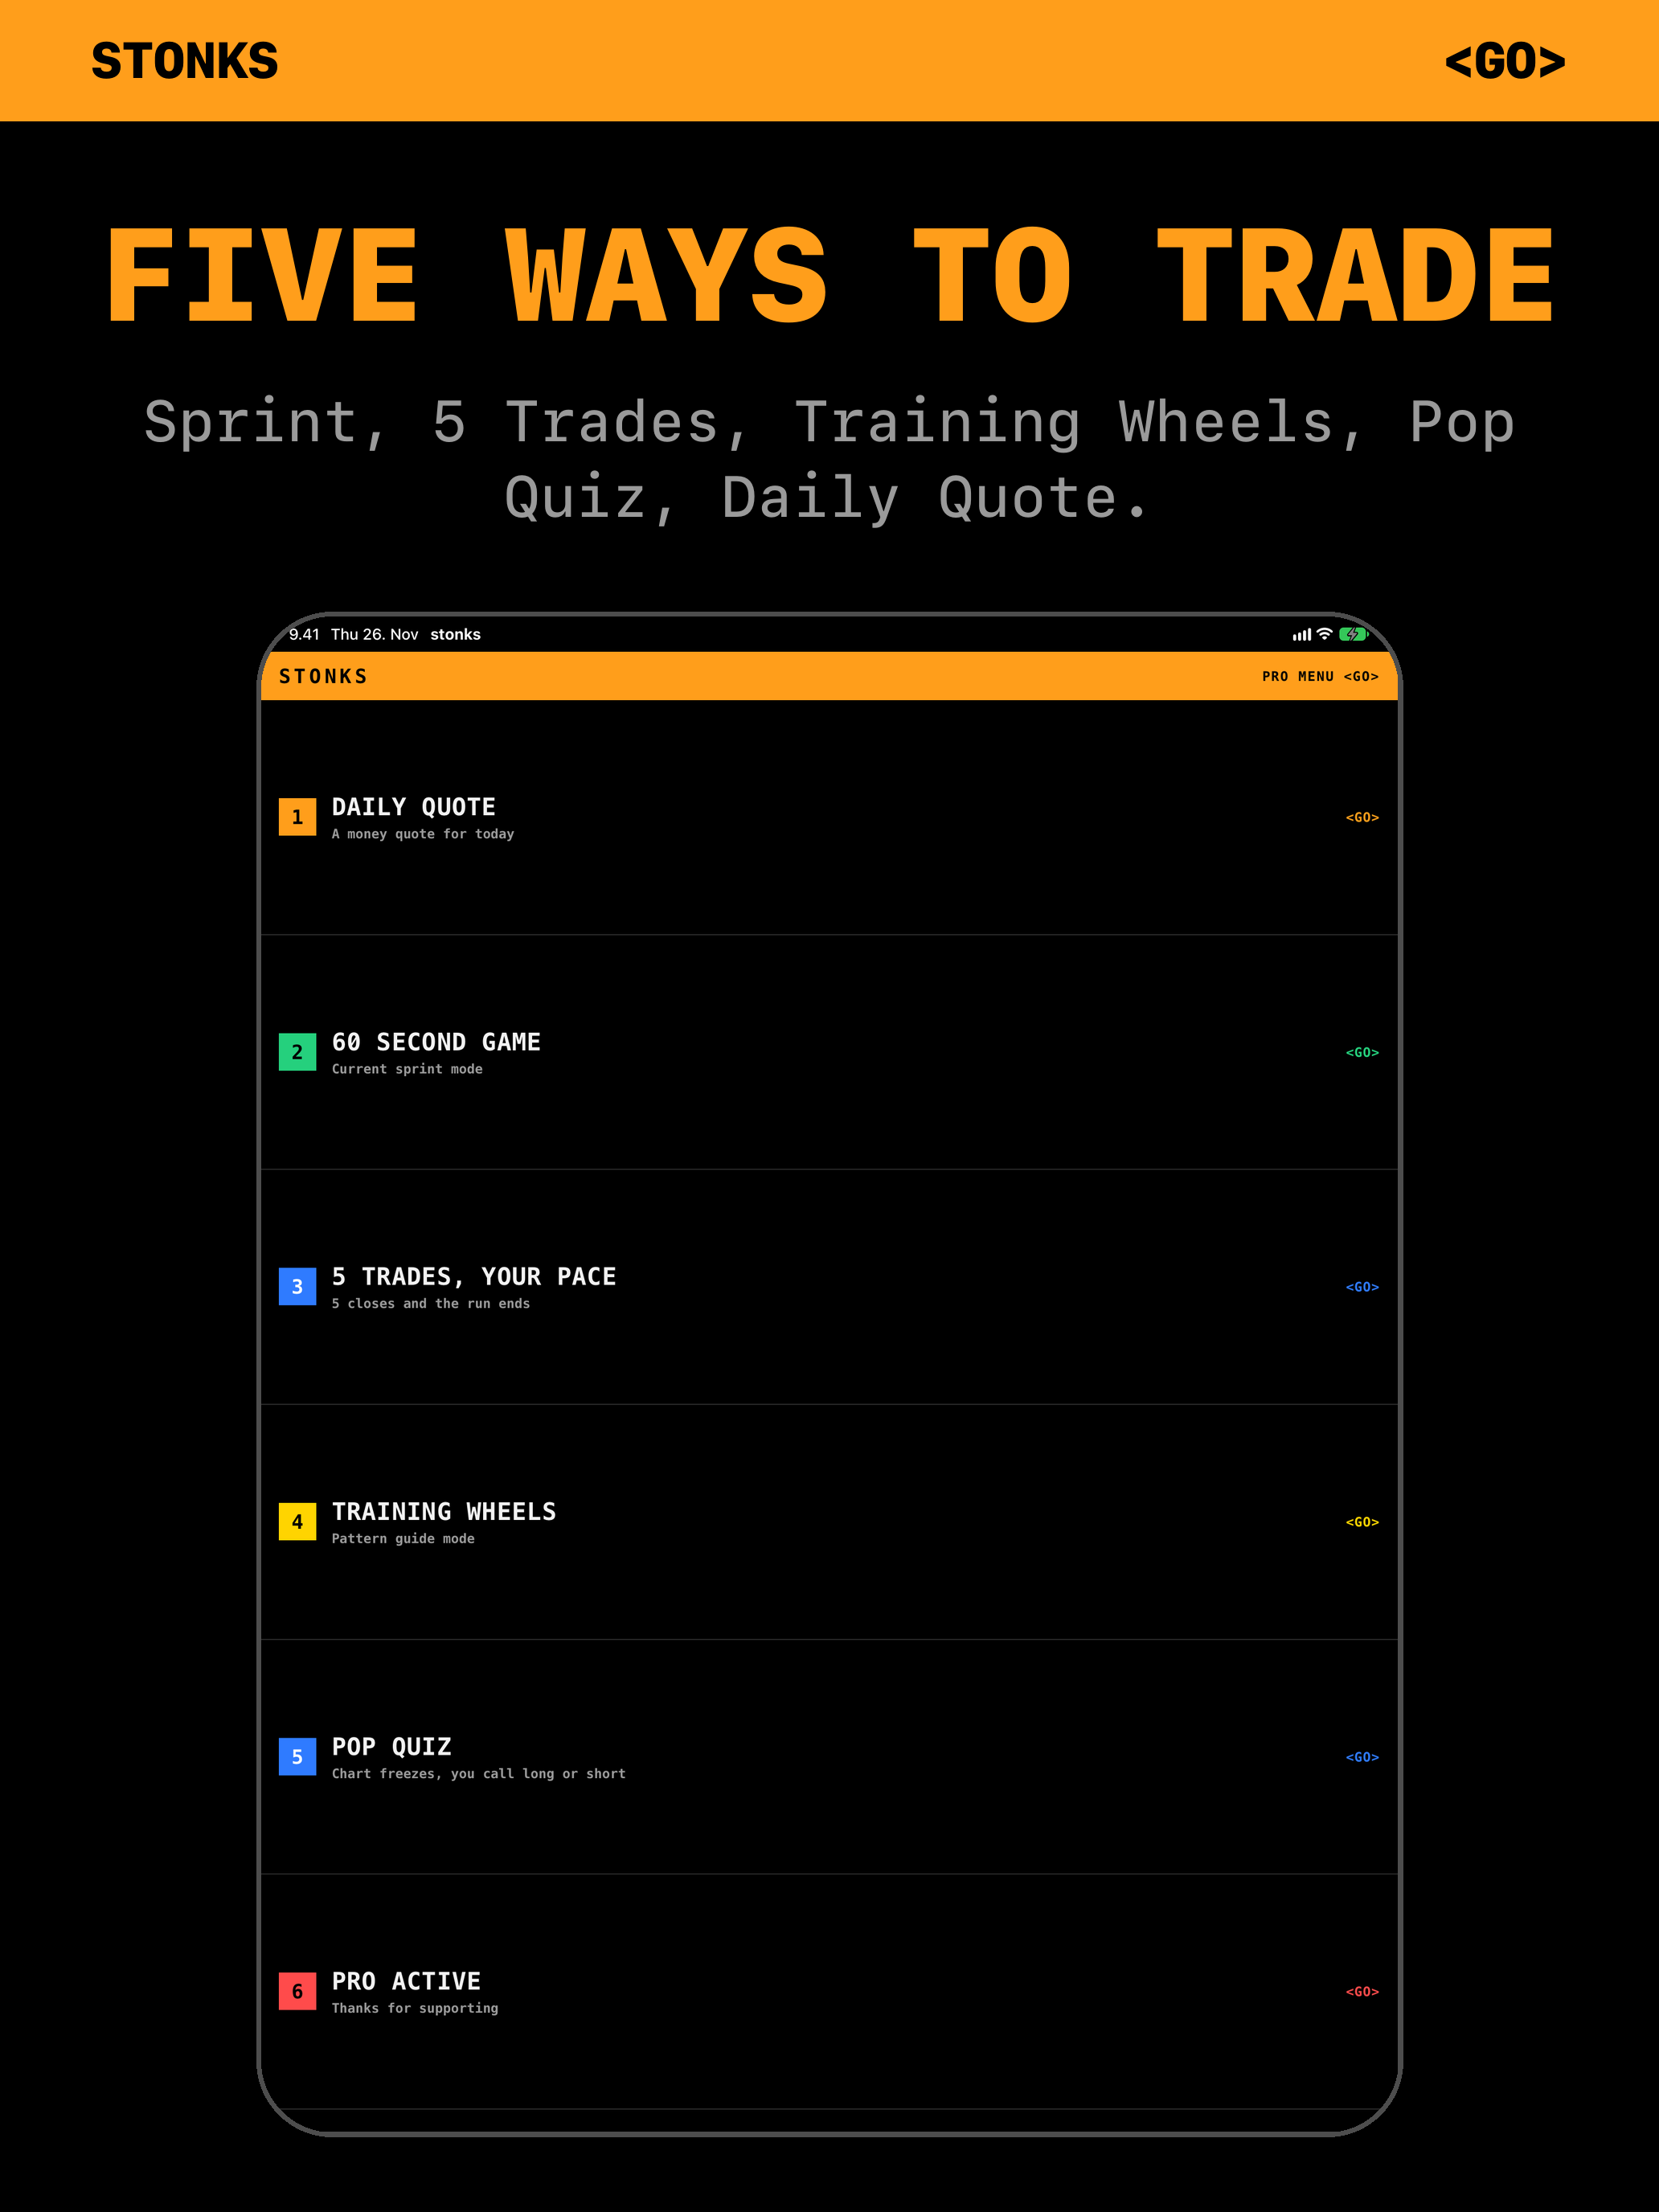 STONKS <GO>
FIVE WAYS TO TRADE
Sprint, 5 Trades, Training Wheels, Pop
Quiz, Daily Quote.
9.41 Thu 26. Nov stonks
STONKS PRO MENU <GO>
1 DAILY QUOTE <GO>
A money quote for today
2 60 SECOND GAME <GO>
Current sprint mode
3 5 TRADES, YOUR PACE <GO>
5 closes and the run ends
4 TRAINING WHEELS <GO>
Pattern guide mode
5 POP QUIZ <GO>
Chart freezes, you call long or short
6 PRO ACTIVE <GO>
Thanks for supporting